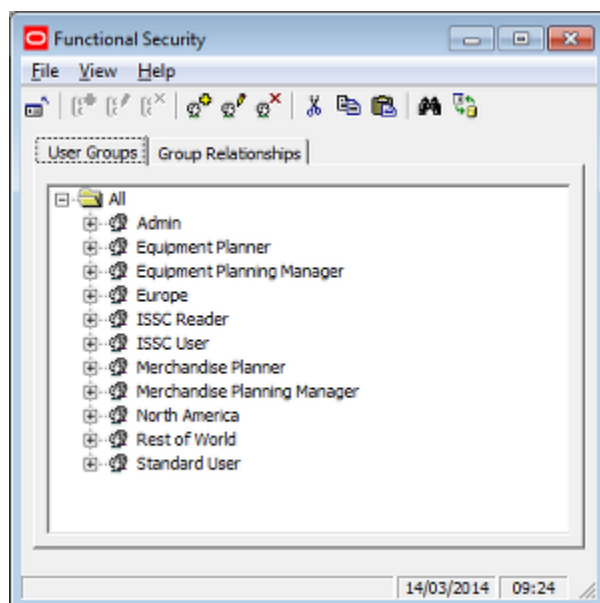 Functional Security
File View Help
User Groups Group Relationships
All
Admin
Equipment Planner
Equipment Planning Manager
Europe
ISSC Reader
ISSC User
Merchandise Planner
Merchandise Planning Manager
North America
Rest of World
Standard User
14/03/2014 09:24